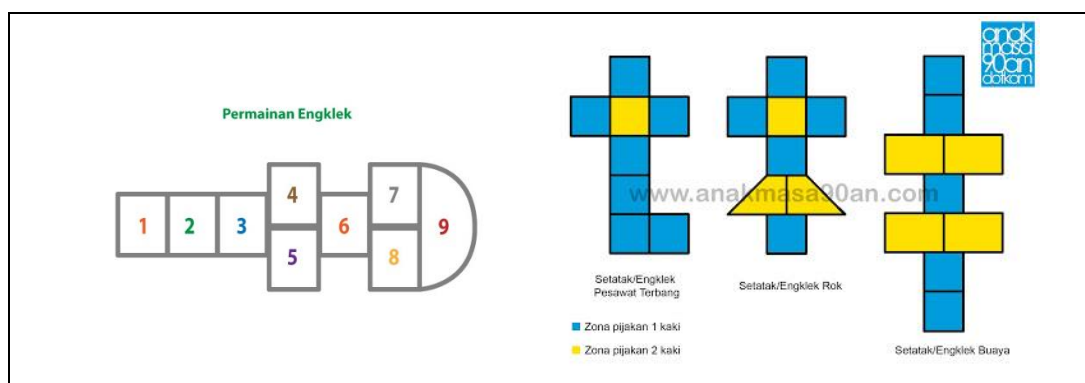 Permainan Engklek
4
7
1 2 3
6
9
5
8
anak
masa
90an
dotkom
www.anakmasa90an.com
Setatak/Engklek
Pesawat Terbang
Setatak/Engklek Rok
Setatak/Engklek Buaya
Zona pijakan 1 kaki
Zona pijakan 2 kaki